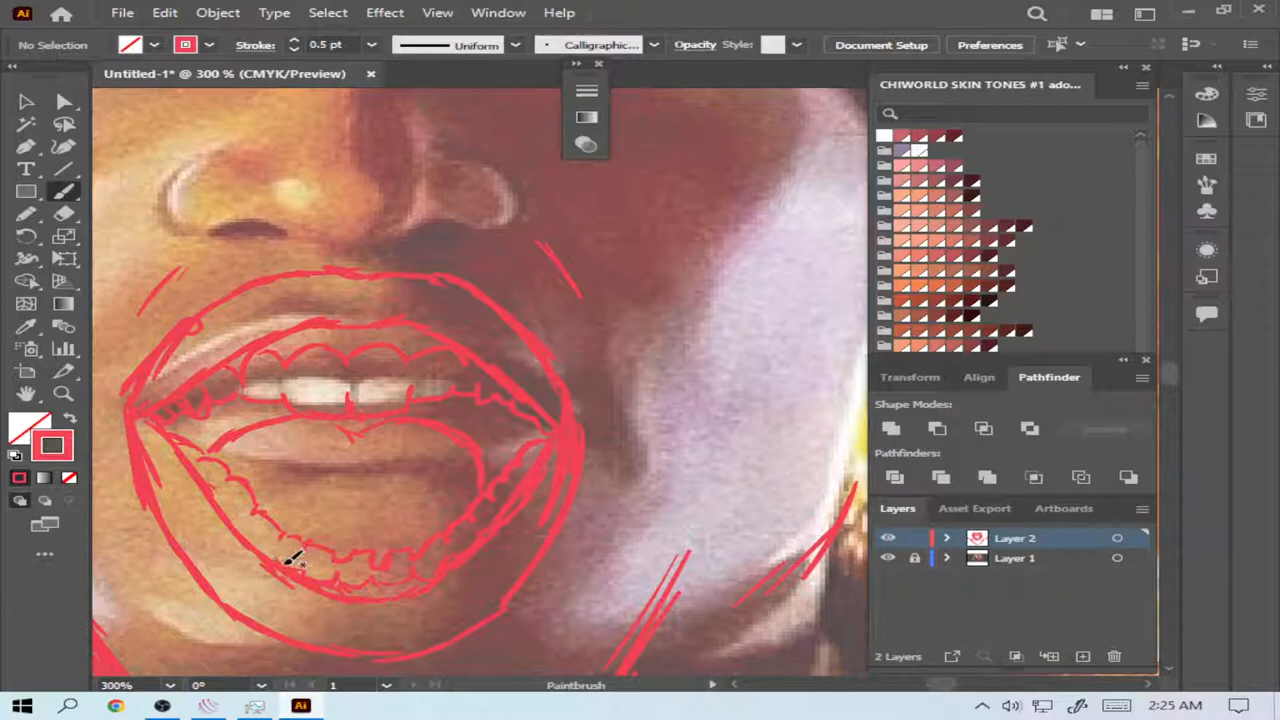 Ai File Edit Object Type Select Effect View Window Help
No Selection Stroke: 0.5 pt Uniform Calligraphic... Opacity Style: Document Setup Preferences
Untitled-1* @ 300 % (CMYK/Preview)
CHIWORLD SKIN TONES #1 ado...
Transform Align Pathfinder
Shape Modes:
Pathfinders:
Layers Asset Export Artboards
Layer 2
Layer 1
2 Layers
300% 0° 1 Paintbrush
Ai 2:25 AM